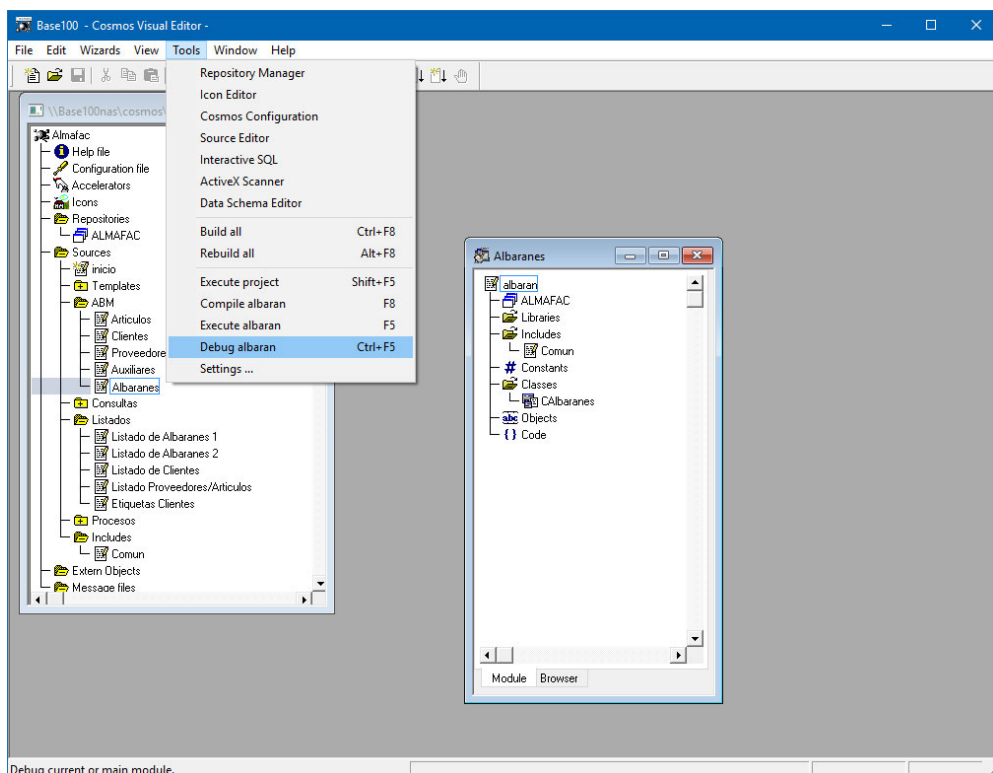 Base100 - Cosmos Visual Editor -
File Edit Wizards View Tools Window Help
Repository Manager
Icon Editor
Cosmos Configuration
Source Editor
Interactive SQL
ActiveX Scanner
Data Schema Editor
Build all Ctrl+F8
Rebuild all Alt+F8
Execute project Shift+F5
Compile albaran F8
Execute albaran F5
Debug albaran Ctrl+F5
Settings ...
\\Base100nas\cosmos\
Almafac
Help file
Configuration file
Accelerators
Icons
Repositories
ALMAFAC
Sources
inicio
Templates
ABM
Articulos
Clientes
Proveedore
Auxiliares
Albaranes
Consultas
Listados
Listado de Albaranes 1
Listado de Albaranes 2
Listado de Clientes
Listado Proveedores/Articulos
Etiquetas Clientes
Procesos
Includes
Comun
Extern Objects
Message files
Albaranes
albaran
ALMAFAC
Libraries
Includes
Comun
# Constants
Classes
CAlbaranes
abc Objects
{ } Code
Module Browser
Debug current or main module.